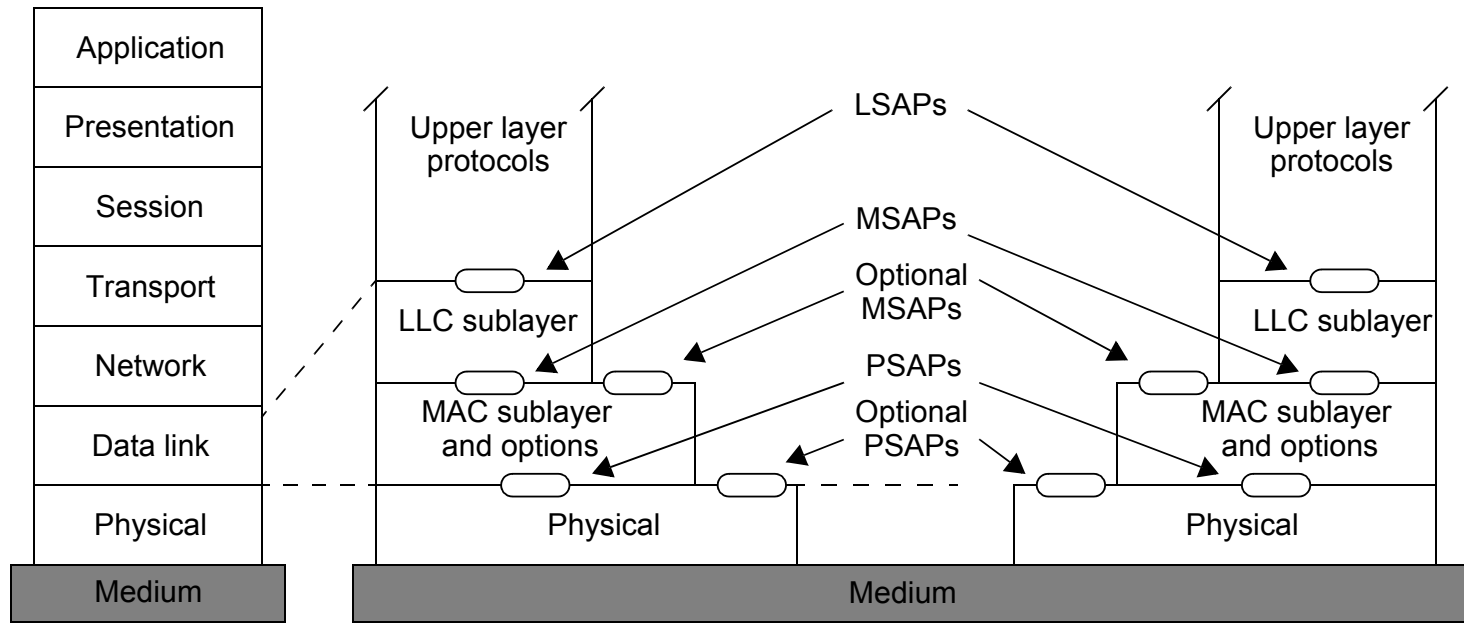 Application
Presentation
Session
Transport
Network
Data link
Physical
Medium
Upper layer
protocols
LLC sublayer
MAC sublayer
and options
Physical
LSAPs
MSAPs
Optional
MSAPs
PSAPs
Optional
PSAPs
Upper layer
protocols
LLC sublayer
MAC sublayer
and options
Physical
Medium